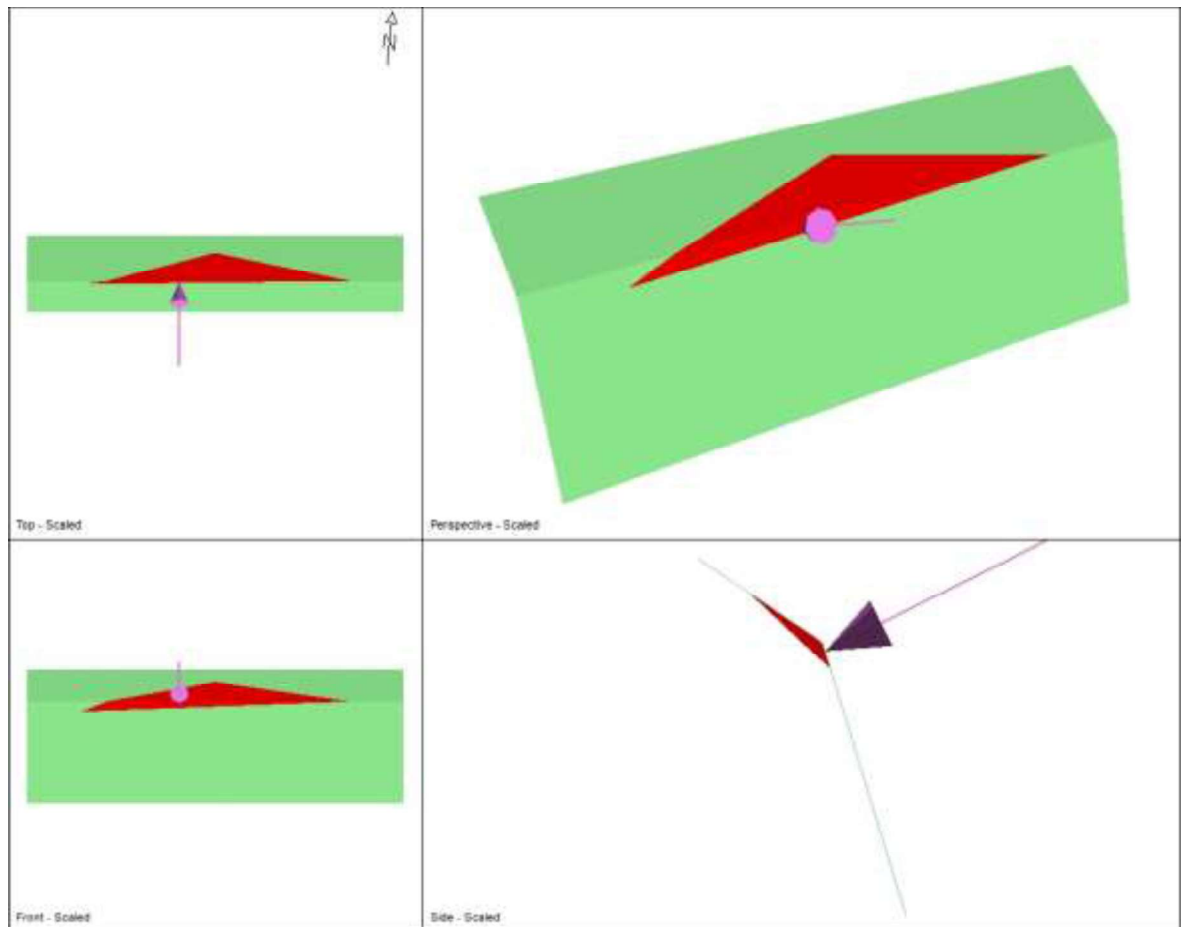 N
Top - Scaled
Perspective - Scaled
Front - Scaled
Side - Scaled